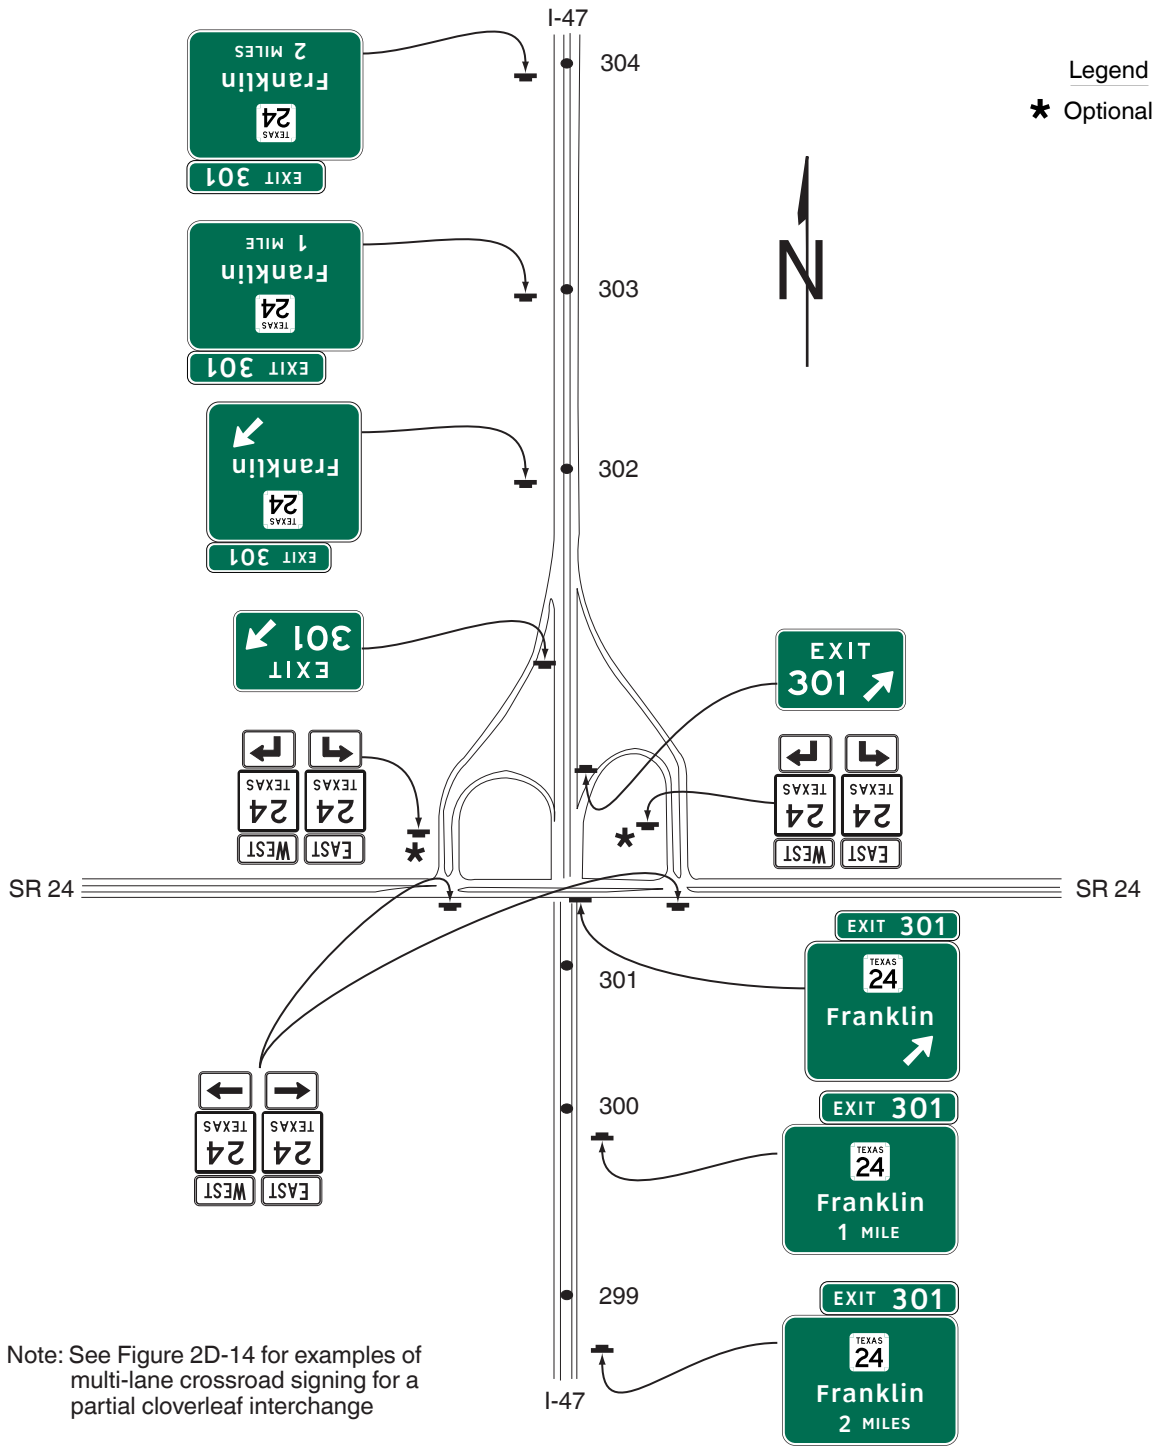 I-47
304
Legend
* Optional
2 MILES
Franklin
TEXAS
24
EXIT 301
N
303
1 MILE
Franklin
TEXAS
24
EXIT 301
302
Franklin
TEXAS
24
EXIT 301
EXIT
301
EXIT
301
TEXAS
24
WEST
TEXAS
24
EAST
*
TEXAS
24
WEST
TEXAS
24
EAST
*
SR 24
SR 24
EXIT 301
TEXAS
24
Franklin
301
TEXAS
24
WEST
TEXAS
24
EAST
300
EXIT 301
TEXAS
24
Franklin
1 MILE
299
EXIT 301
TEXAS
24
Franklin
2 MILES
I-47
Note: See Figure 2D-14 for examples of
multi-lane crossroad signing for a
partial cloverleaf interchange